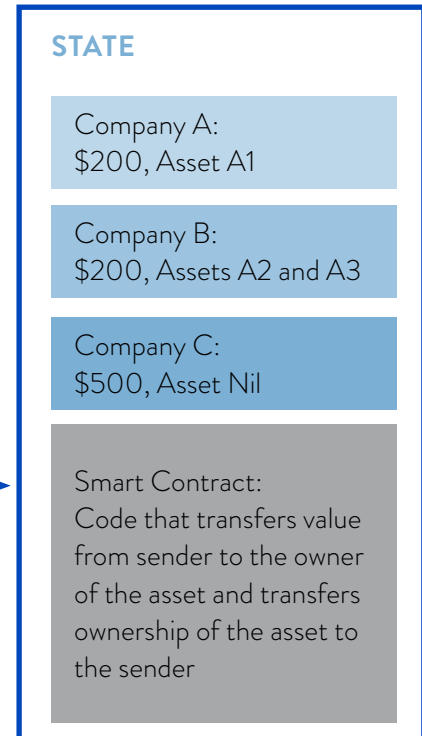 STATE
Company A:
$200, Asset A1
Company B:
$200, Assets A2 and A3
Company C:
$500, Asset Nil
Smart Contract:
Code that transfers value
from sender to the owner
of the asset and transfers
ownership of the asset to
the sender